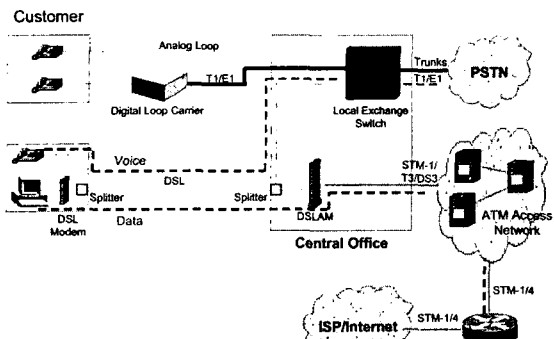 Customer
Analog Loop
T1/E1
Digital Loop Carrier
Local Exchange
Switch
Trunks
T1/E1
PSTN
Voice
DSL
Splitter
Splitter
Data
DSL
Modem
DSLAM
Central Office
STM-1/
T3/DS3
ATM Access
Network
STM-1/4
STM-1/4
ISP/Internet